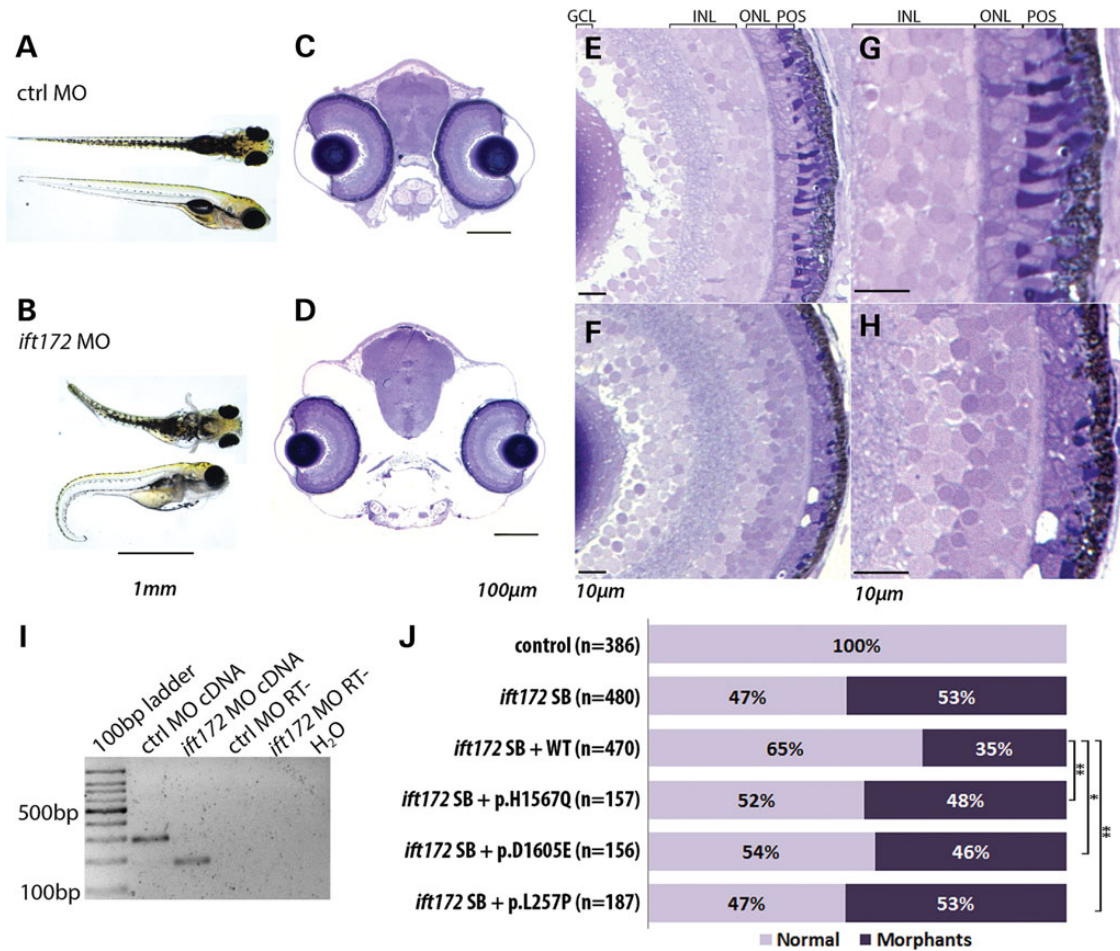 GCL INL ONL POS INL ONL POS
A
ctrl MO
C
E
G
B
ift172 MO
D
F
H
1mm
100µm
10µm
10µm
I
100bp ladder
ctrl MO cDNA
ift172 MO cDNA
ctrl MO RT-
ift172 MO RT-
H2O
500bp
100bp
J
control (n=386)
100%
ift172 SB (n=480)
47% 53%
ift172 SB + WT (n=470)
65% 35%
ift172 SB + p.H1567Q (n=157)
52% 48%
ift172 SB + p.D1605E (n=156)
54% 46%
ift172 SB + p.L257P (n=187)
47% 53%
**
*
**
Normal Morphants